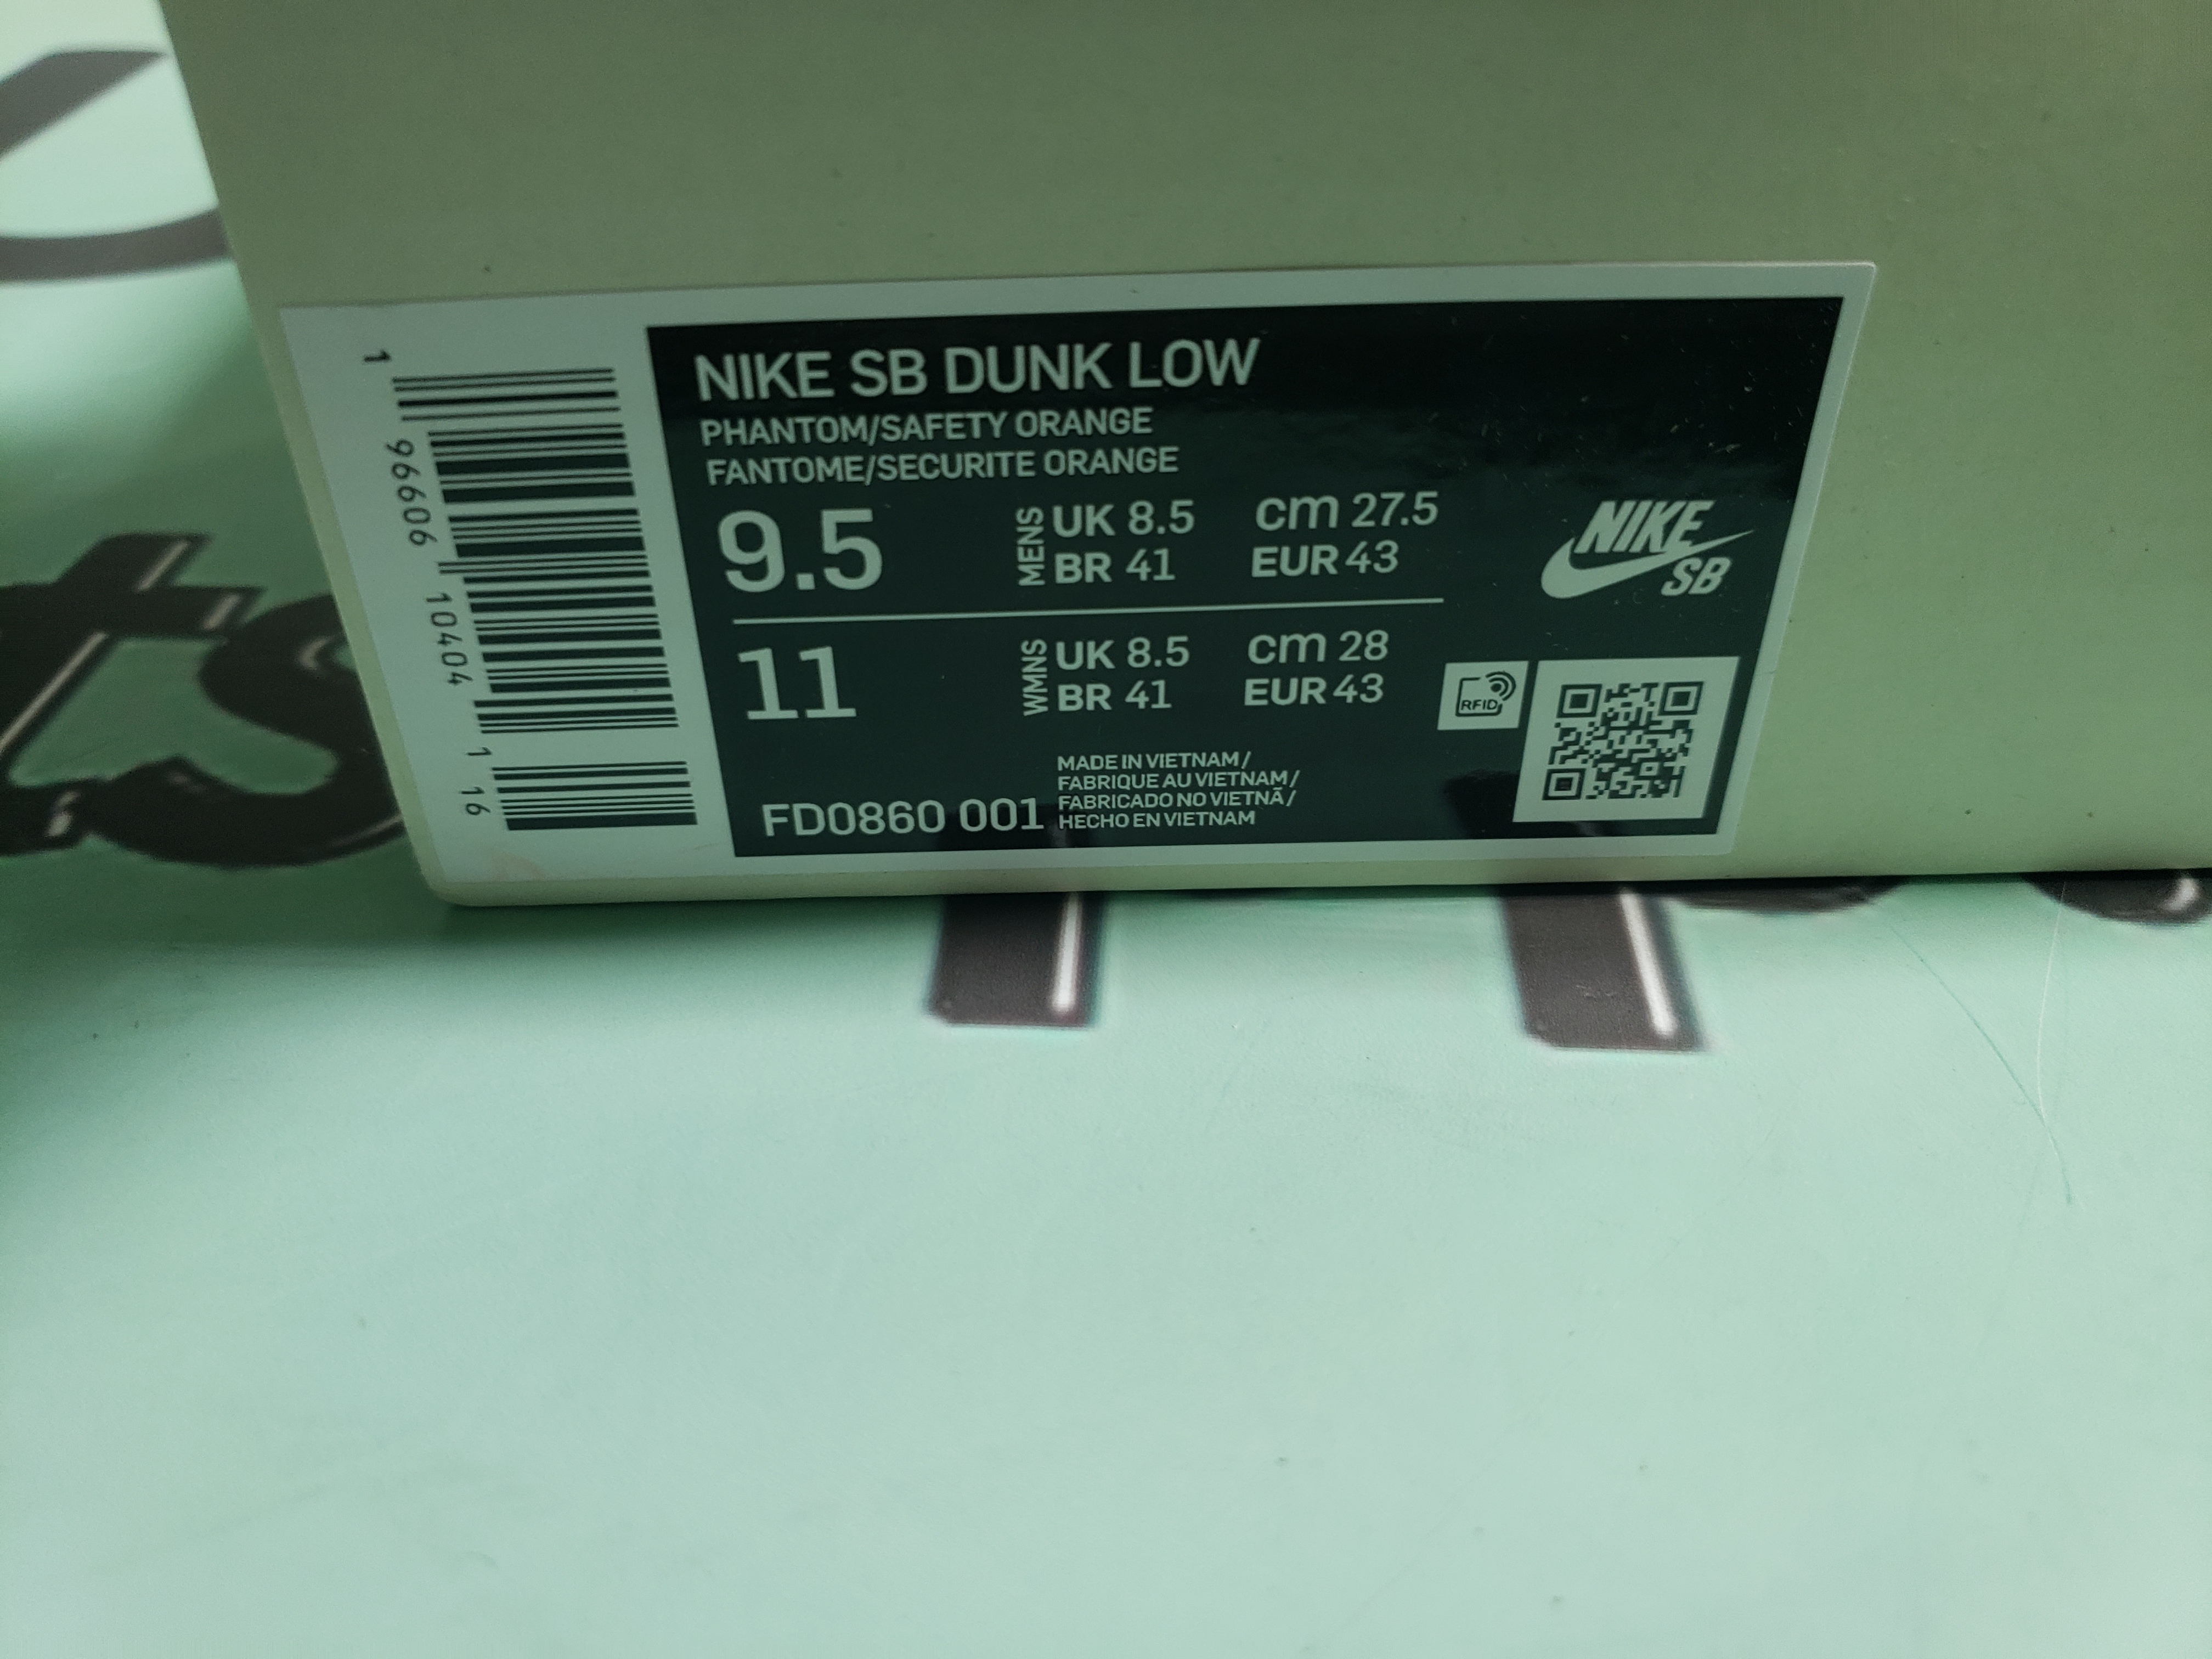 1 96606 10404 1 16
NIKE SB DUNK LOW
PHANTOM/SAFETY ORANGE
FANTOME/SECURITE ORANGE
9.5 MENS UK 8.5 cm 27.5
BR 41 EUR 43
NIKE
SB
11 WMNS UK 8.5 cm 28
BR 41 EUR 43
RFID
MADE IN VIETNAM /
FABRIQUE AU VIETNAM /
FABRICADO NO VIETNÃ /
HECHO EN VIETNAM
FD0860 001
ts